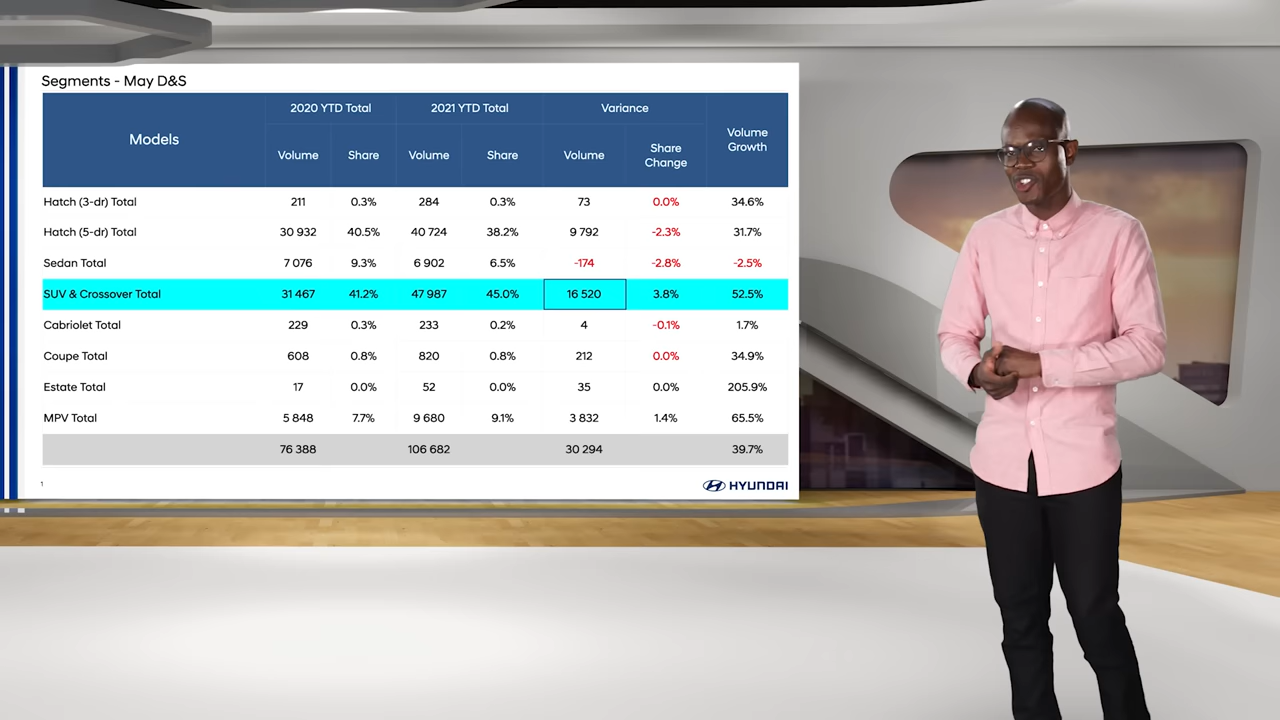 Segments - May D&S
Models 2020 YTD Total 2021 YTD Total Variance Volume Growth
Volume Share Volume Share Volume Share Change
Hatch (3-dr) Total 211 0.3% 284 0.3% 73 0.0% 34.6%
Hatch (5-dr) Total 30 932 40.5% 40 724 38.2% 9 792 -2.3% 31.7%
Sedan Total 7 076 9.3% 6 902 6.5% -174 -2.8% -2.5%
SUV & Crossover Total 31 467 41.2% 47 987 45.0% 16 520 3.8% 52.5%
Cabriolet Total 229 0.3% 233 0.2% 4 -0.1% 1.7%
Coupe Total 608 0.8% 820 0.8% 212 0.0% 34.9%
Estate Total 17 0.0% 52 0.0% 35 0.0% 205.9%
MPV Total 5 848 7.7% 9 680 9.1% 3 832 1.4% 65.5%
76 388 106 682 30 294 39.7%
1
HYUNDAI